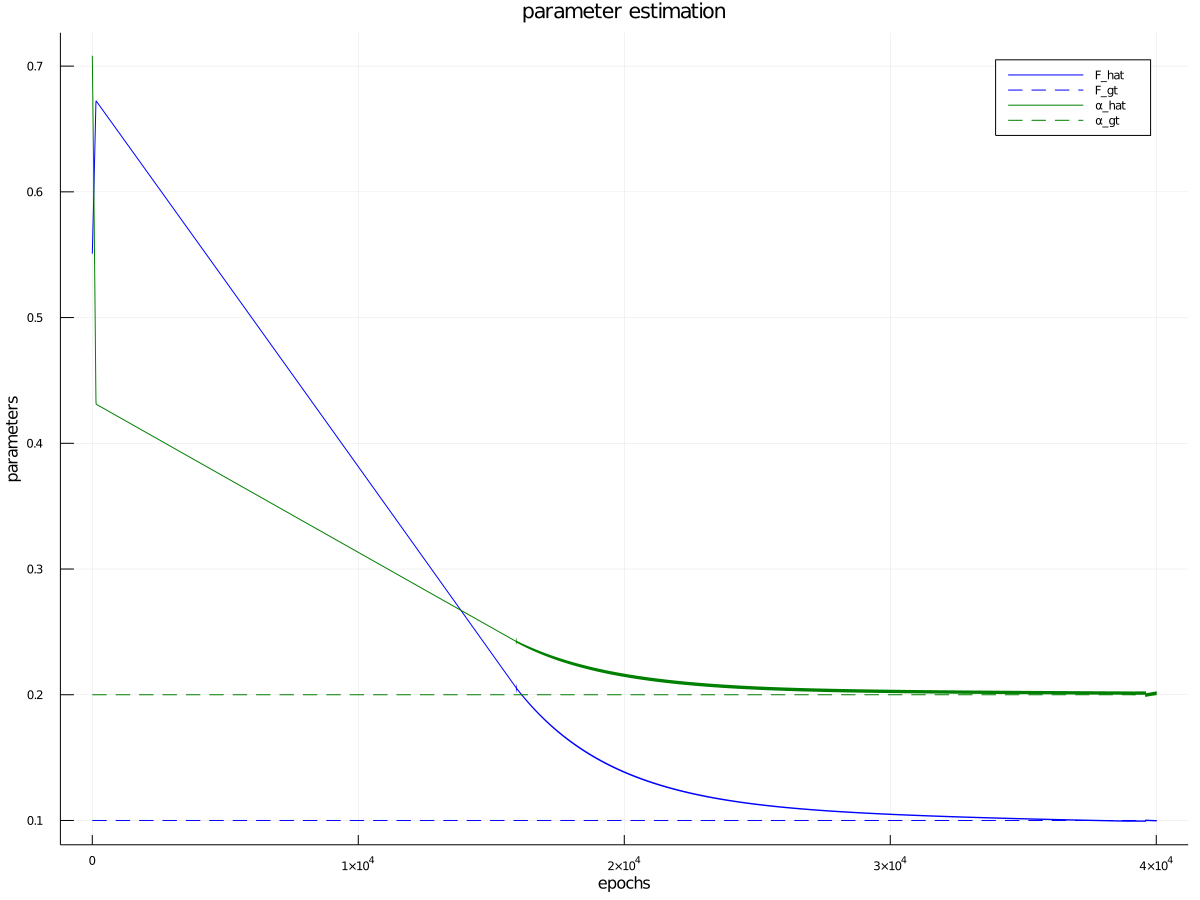 parameter estimation
F_hat
F_gt
α_hat
α_gt
parameters
0.7
0.6
0.5
0.4
0.3
0.2
0.1
0
1×10⁴
2×10⁴
3×10⁴
4×10⁴
epochs